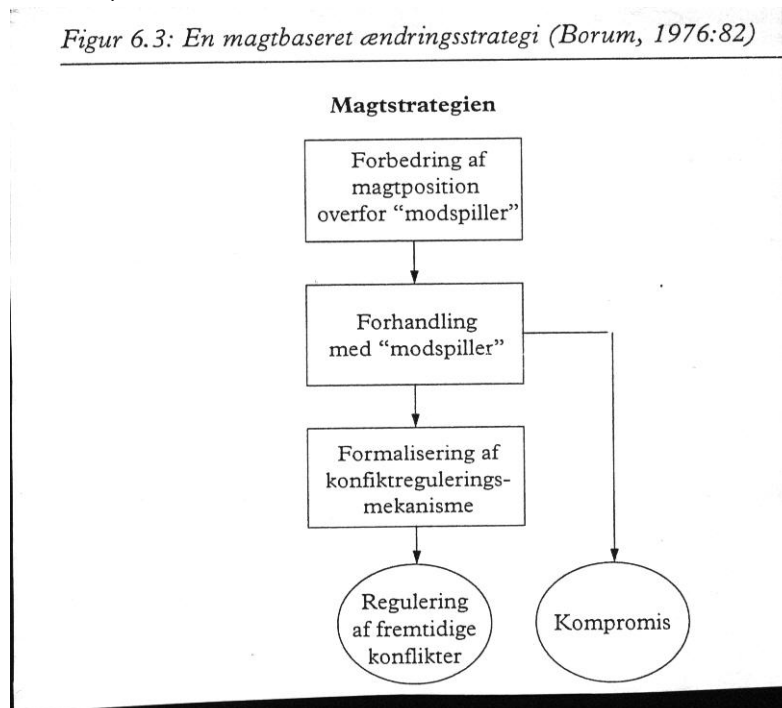 Figur 6.3: En magtbaseret ændringsstrategi (Borum, 1976:82)
Magtstrategien
Forbedring af
magtposition
overfor “modspiller”
Forhandling
med “modspiller”
Formalisering af
konfiktregulerings-
mekanisme
Regulering
af fremtidige
konflikter
Kompromis